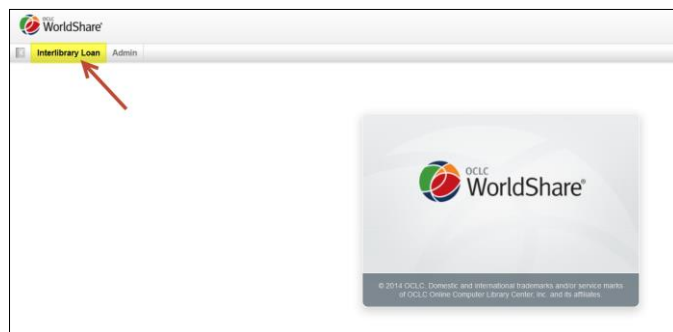 OCLC
WorldShare®
Interlibrary Loan Admin
OCLC
WorldShare®
© 2014 OCLC. Domestic and international trademarks and/or service marks
of OCLC Online Computer Library Center, Inc. and its affiliates.